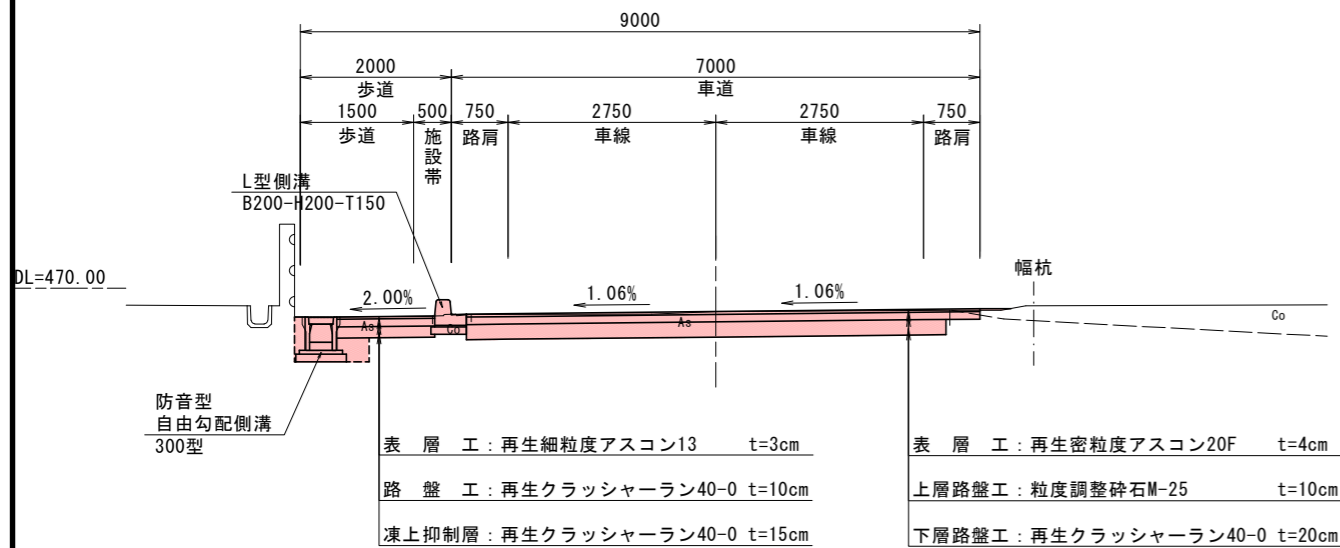 9000
2000 7000
歩道 車道
1500 500 750 2750 2750 750
歩道 施設帯 路肩 車線 車線 路肩
L型側溝
B200-H200-T150
DL=470.00
幅杭
2.00% 1.06% 1.06%
As Co As Co
防音型
自由勾配側溝
300型
表 層 工：再生細粒度アスコン13 t=3cm
路 盤 工：再生クラッシャーラン40-0 t=10cm
凍上抑制層：再生クラッシャーラン40-0 t=15cm
表 層 工：再生密粒度アスコン20F t=4cm
上層路盤工：粒度調整砕石M-25 t=10cm
下層路盤工：再生クラッシャーラン40-0 t=20cm